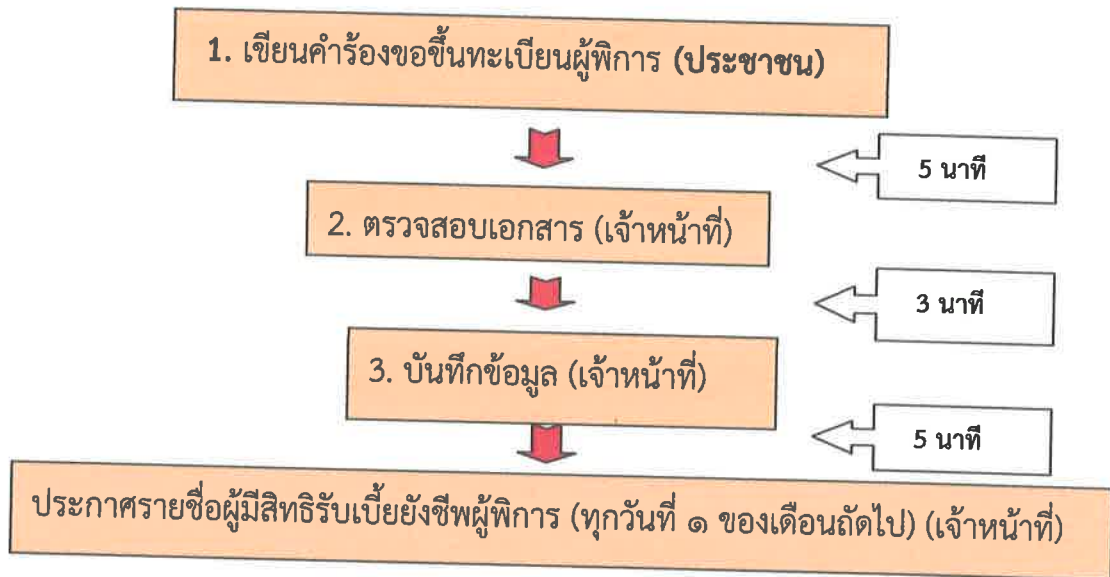 1. เขียนคำร้องขอขึ้นทะเบียนผู้พิการ (ประชาชน)
5 นาที
2. ตรวจสอบเอกสาร (เจ้าหน้าที่)
3 นาที
3. บันทึกข้อมูล (เจ้าหน้าที่)
5 นาที
ประกาศรายชื่อผู้มีสิทธิรับเบี้ยยังชีพผู้พิการ (ทุกวันที่ ๑ ของเดือนถัดไป) (เจ้าหน้าที่)